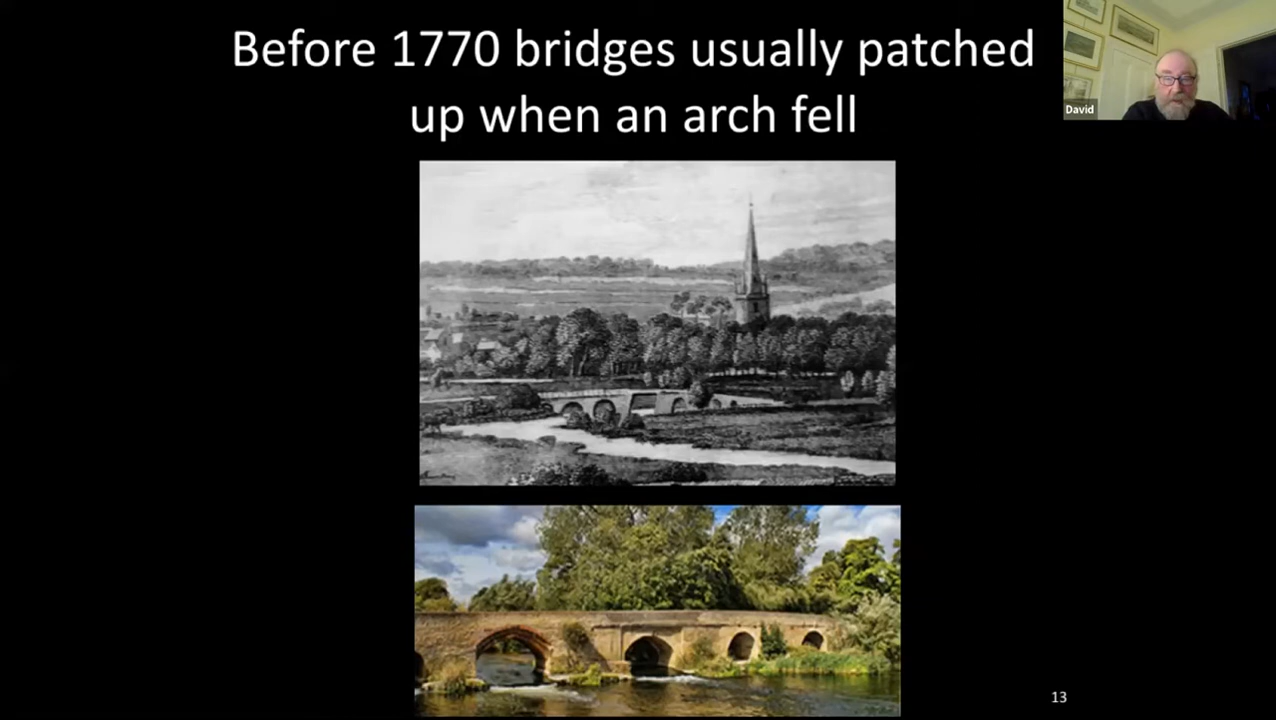 Before 1770 bridges usually patched
up when an arch fell
David
13